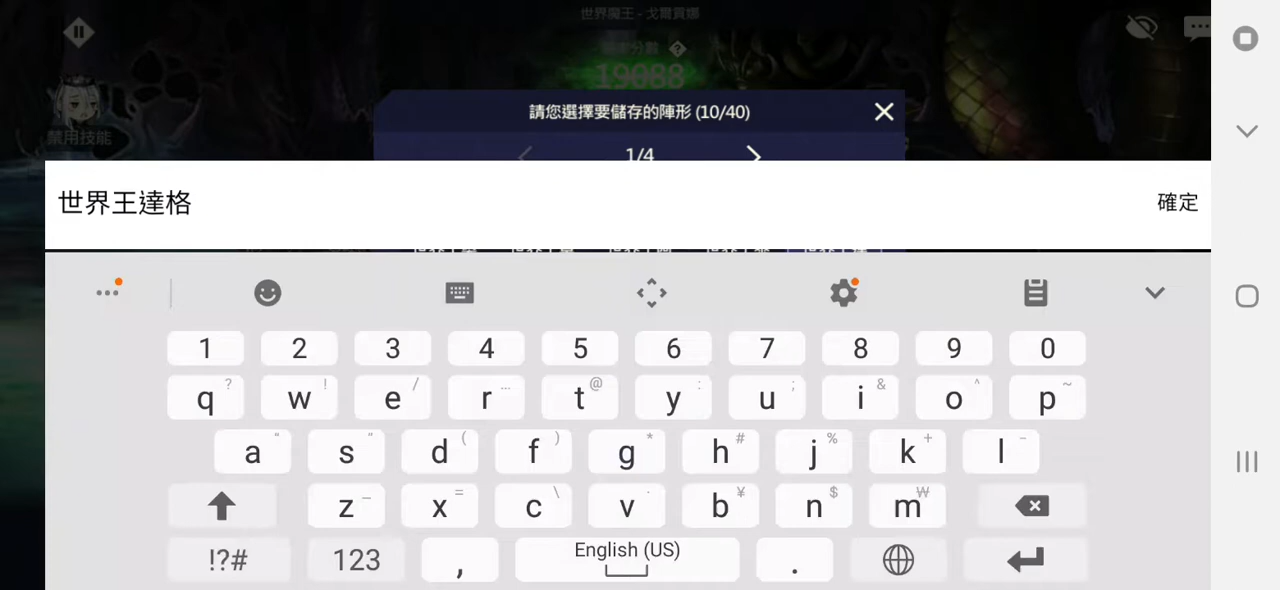 世界魔王-戈爾貢娜
19088
禁用技能
請您選擇要儲存的陣形 (10/40)
1/4
世界王達格
確定
1 2 3 4 5 6 7 8 9 0
q ? w ! e / r … t @ y : u ; i & o ^ p ~
a “ s ” d ( f ) g * h # j % k + l -
z _ x = c \ v ` b ¥ n $ m ₩
!?# 123 , English (US) .